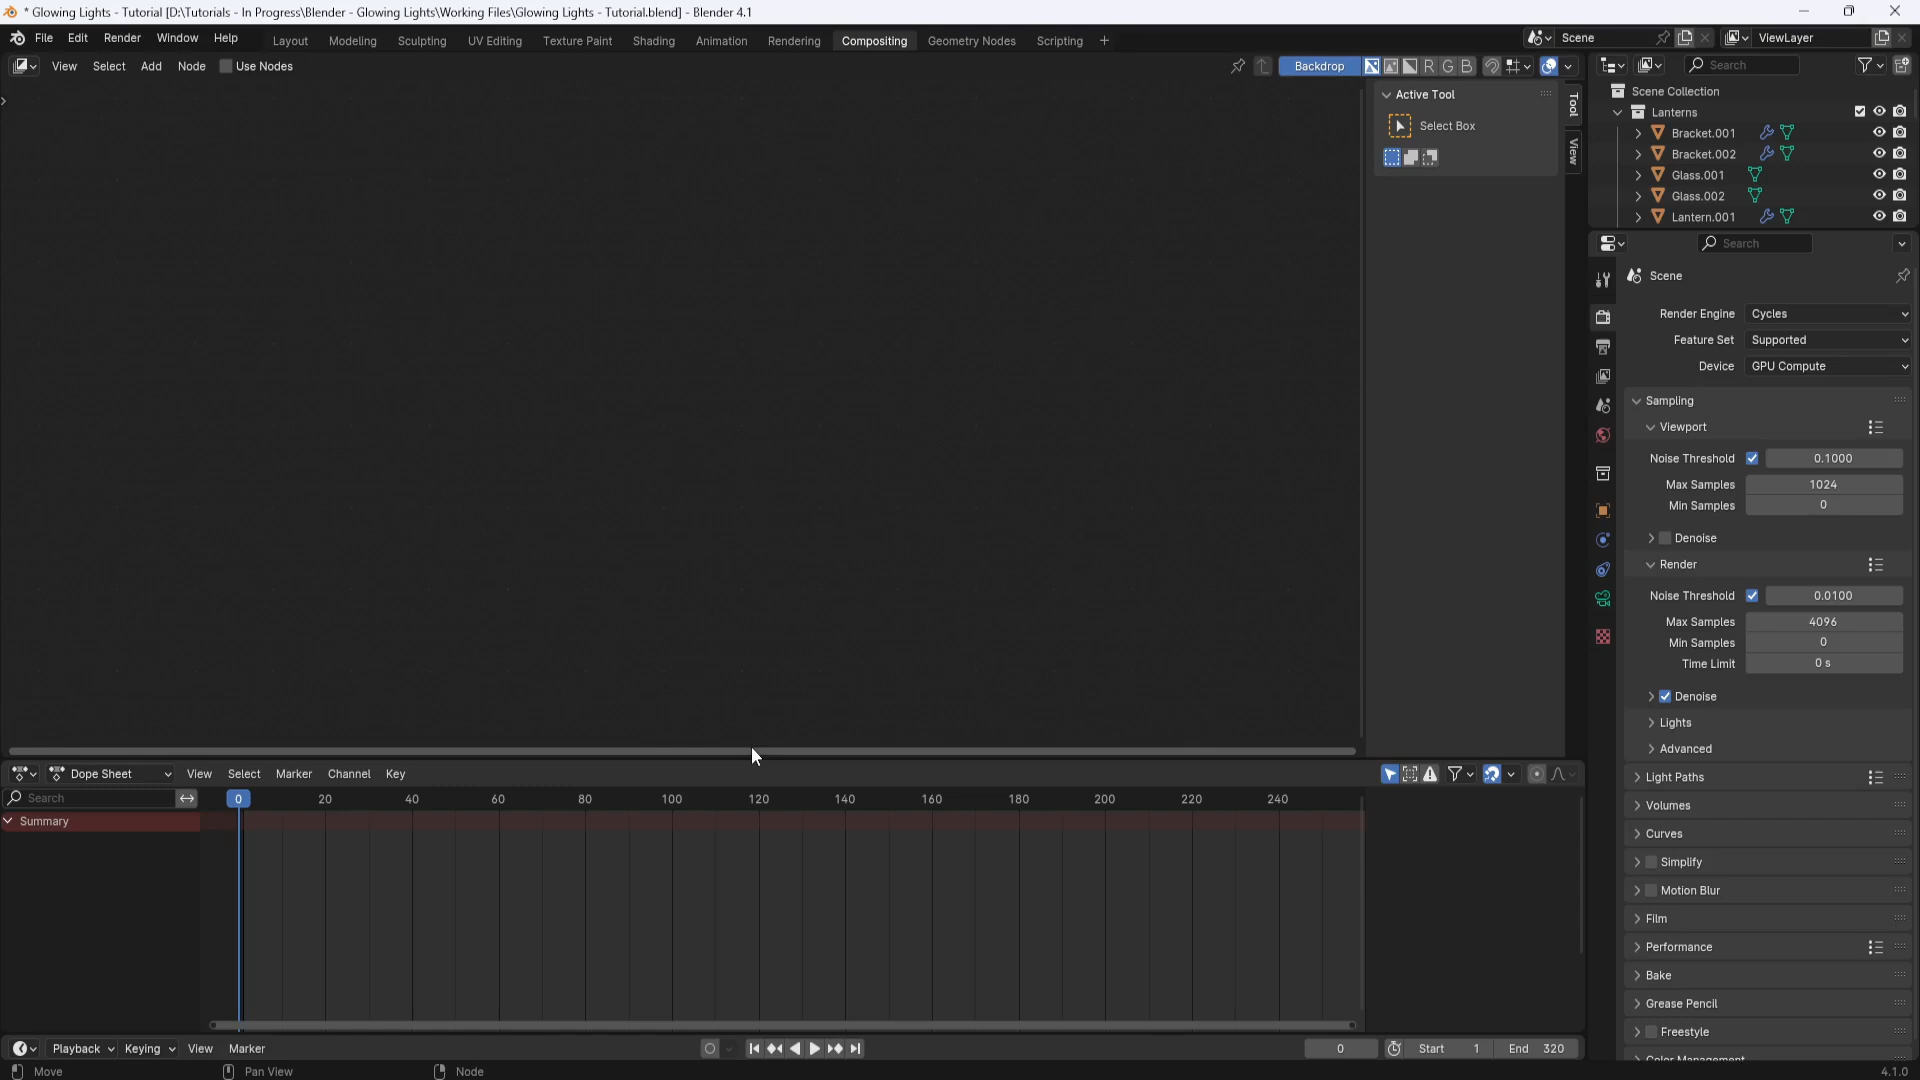 * Glowing Lights - Tutorial [D:\Tutorials - In Progress\Blender - Glowing Lights\Working Files\Glowing Lights - Tutorial.blend] - Blender 4.1
File Edit Render Window Help Layout Modeling Sculpting UV Editing Texture Paint Shading Animation Rendering Compositing Geometry Nodes Scripting + Scene ViewLayer
View Select Add Node Use Nodes Backdrop R G B Search
Active Tool
Select Box
Tool
View
Scene Collection
Lanterns
Bracket.001
Bracket.002
Glass.001
Glass.002
Lantern.001
Search
Scene
Render Engine Cycles
Feature Set Supported
Device GPU Compute
Sampling
Viewport
Noise Threshold 0.1000
Max Samples 1024
Min Samples 0
Denoise
Render
Noise Threshold 0.0100
Max Samples 4096
Min Samples 0
Time Limit 0 s
Denoise
Lights
Advanced
Light Paths
Volumes
Curves
Simplify
Motion Blur
Film
Performance
Bake
Grease Pencil
Freestyle
Color Management
Dope Sheet View Select Marker Channel Key
Search 0 20 40 60 80 100 120 140 160 180 200 220 240
Summary
Playback Keying View Marker 0 Start 1 End 320
Move Pan View Node 4.1.0